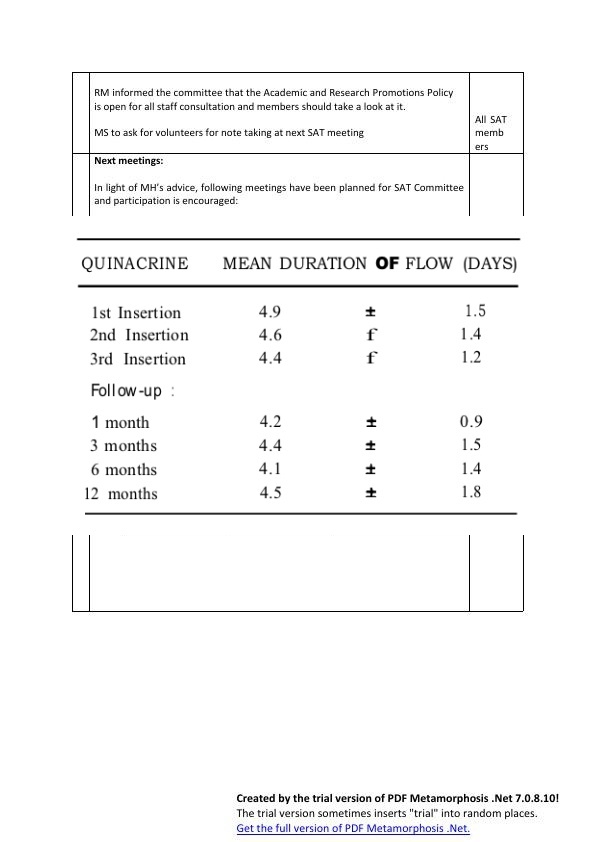 RM informed the committee that the Academic and Research Promotions Policy
is open for all staff consultation and members should take a look at it.
MS to ask for volunteers for note taking at next SAT meeting
All SAT
memb
ers
Next meetings:
In light of MH's advice, following meetings have been planned for SAT Committee
and participation is encouraged:
QUINACRINE MEAN DURATION OF FLOW (DAYS)
1st Insertion 4.9 ± 1.5
2nd Insertion 4.6 f 1.4
3rd Insertion 4.4 f 1.2
Follow-up :
1 month 4.2 ± 0.9
3 months 4.4 ± 1.5
6 months 4.1 ± 1.4
12 months 4.5 ± 1.8
Created by the trial version of PDF Metamorphosis .Net 7.0.8.10!
The trial version sometimes inserts "trial" into random places.
Get the full version of PDF Metamorphosis .Net.